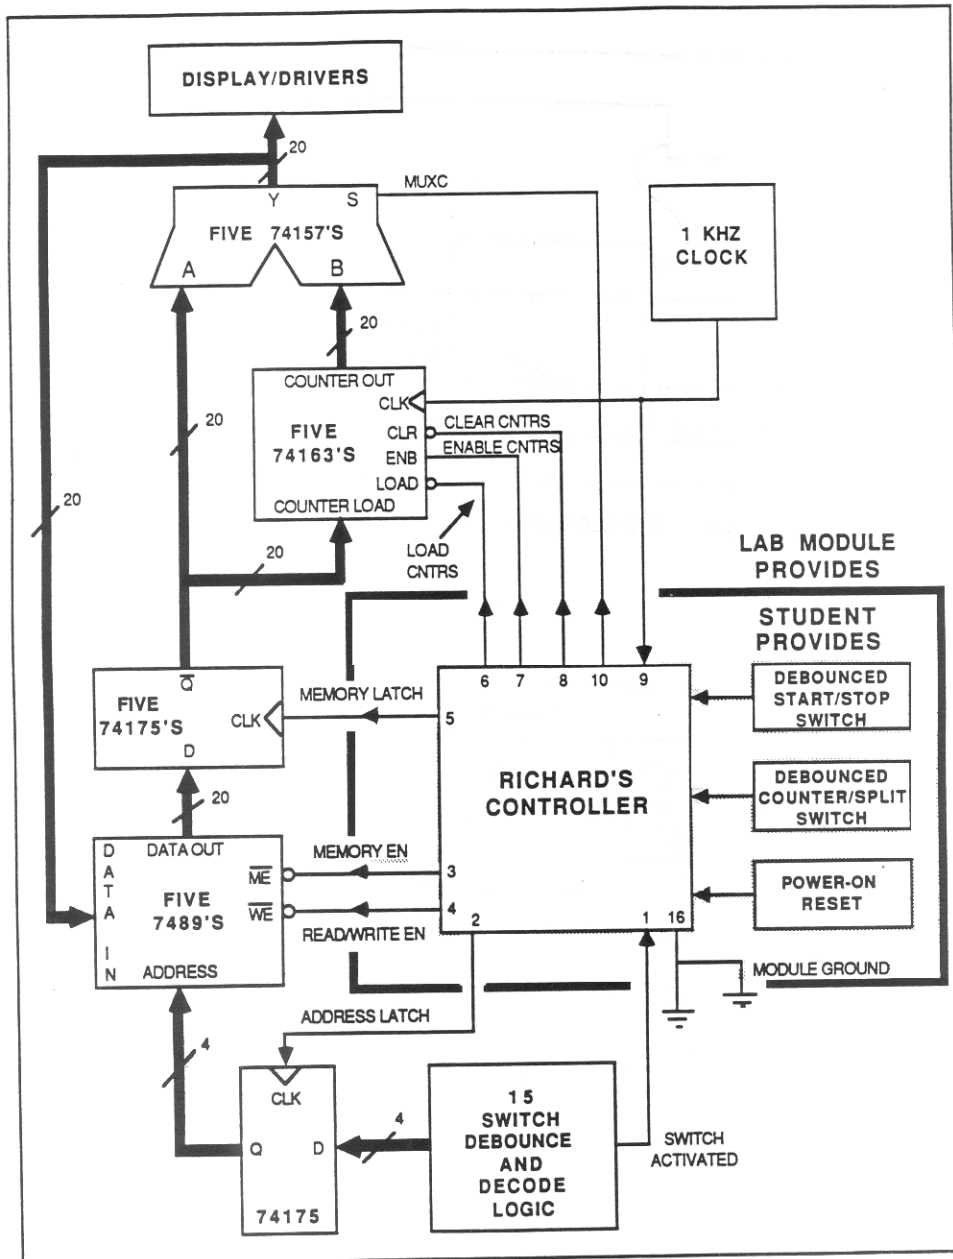 DISPLAY/DRIVERS
20
MUXC
Y
S
FIVE 74157'S
A
B
1 KHZ
CLOCK
20
COUNTER OUT
CLK
FIVE
74163'S
CLR
CLEAR CNTRS
ENB
ENABLE CNTRS
LOAD
COUNTER LOAD
20
20
20
LOAD
CNTRS
LAB MODULE
PROVIDES
STUDENT
PROVIDES
Q
FIVE
74175'S
CLK
D
MEMORY LATCH
6
7
8
10
9
5
RICHARD'S
CONTROLLER
DEBOUNCED
START/STOP
SWITCH
DEBOUNCED
COUNTER/SPLIT
SWITCH
POWER-ON
RESET
20
DATA IN
DATA OUT
FIVE
7489'S
ME
WE
ADDRESS
MEMORY EN
READ/WRITE EN
3
4
2
1
16
MODULE GROUND
ADDRESS LATCH
4
CLK
Q
D
74175
4
15
SWITCH
DEBOUNCE
AND
DECODE
LOGIC
SWITCH
ACTIVATED